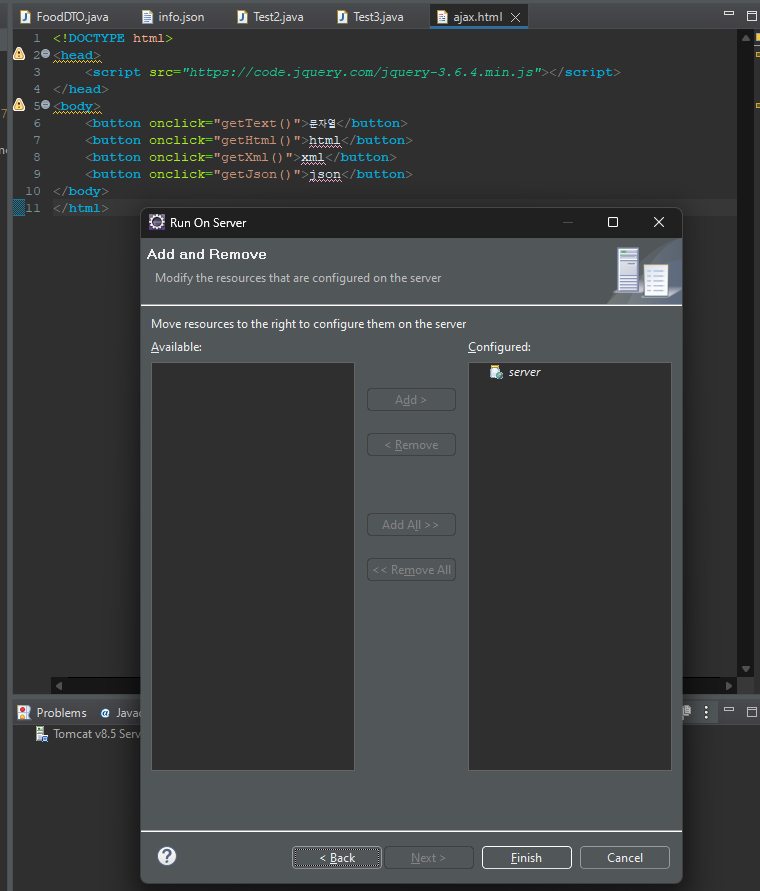 FoodDTO.java info.json Test2.java Test3.java ajax.html
1 <!DOCTYPE html>
2 <head>
3 <script src="https://code.jquery.com/jquery-3.6.4.min.js"></script>
4 </head>
5 <body>
6 <button onclick="getText()">문자열</button>
7 <button onclick="getHtml()">html</button>
8 <button onclick="getXml()">xml</button>
9 <button onclick="getJson()">json</button>
10 </body>
11 </html>
Run On Server
Add and Remove
Modify the resources that are configured on the server
Move resources to the right to configure them on the server
Available:
Configured:
server
Add >
< Remove
Add All >>
<< Remove All
Problems @ Java
Tomcat v8.5 Serv
< Back Next > Finish Cancel